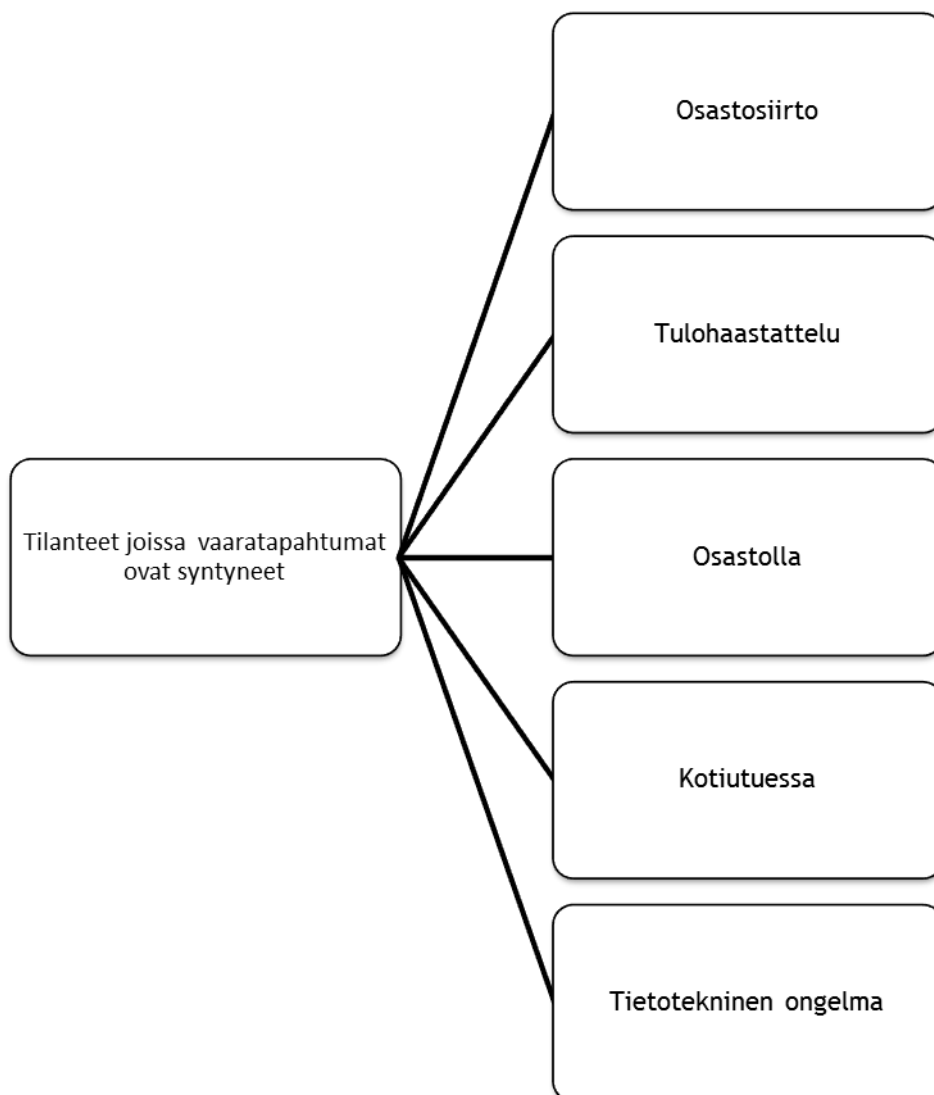 Osastosiirto
Tulohaastattelu
Tilanteet joissa vaaratapahtumat
ovat syntyneet
Osastolla
Kotiutuessa
Tietotekninen ongelma